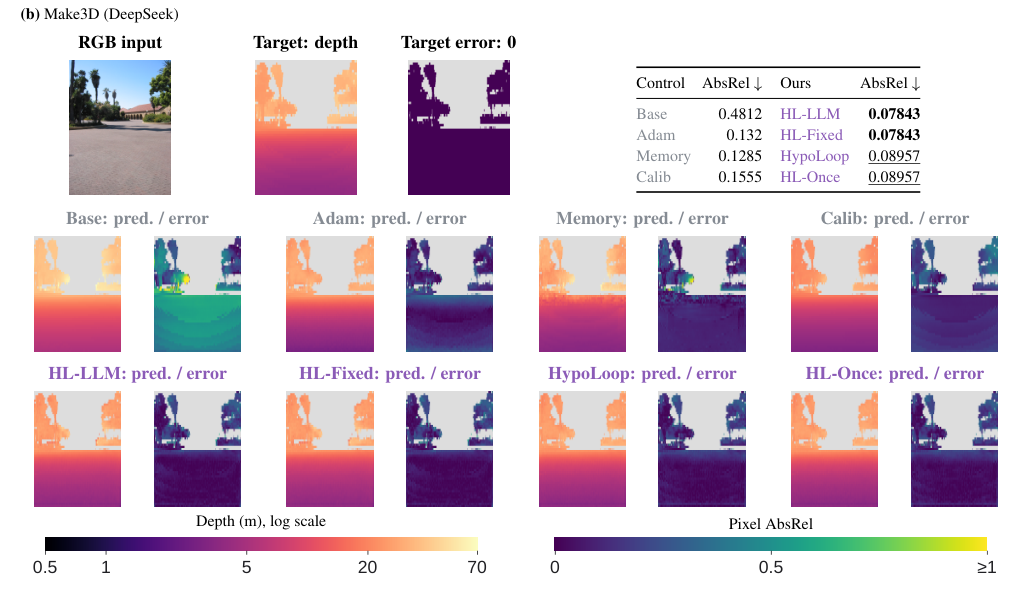 (b) Make3D (DeepSeek)
RGB input Target: depth Target error: 0
Control AbsRel ↓ Ours AbsRel ↓
Base 0.4812 HL-LLM 0.07843
Adam 0.132 HL-Fixed 0.07843
Memory 0.1285 HypoLoop 0.08957
Calib 0.1555 HL-Once 0.08957
Base: pred. / error Adam: pred. / error Memory: pred. / error Calib: pred. / error
HL-LLM: pred. / error HL-Fixed: pred. / error HypoLoop: pred. / error HL-Once: pred. / error
Depth (m), log scale Pixel AbsRel
0.5 1 5 20 70 0 0.5 ≥1